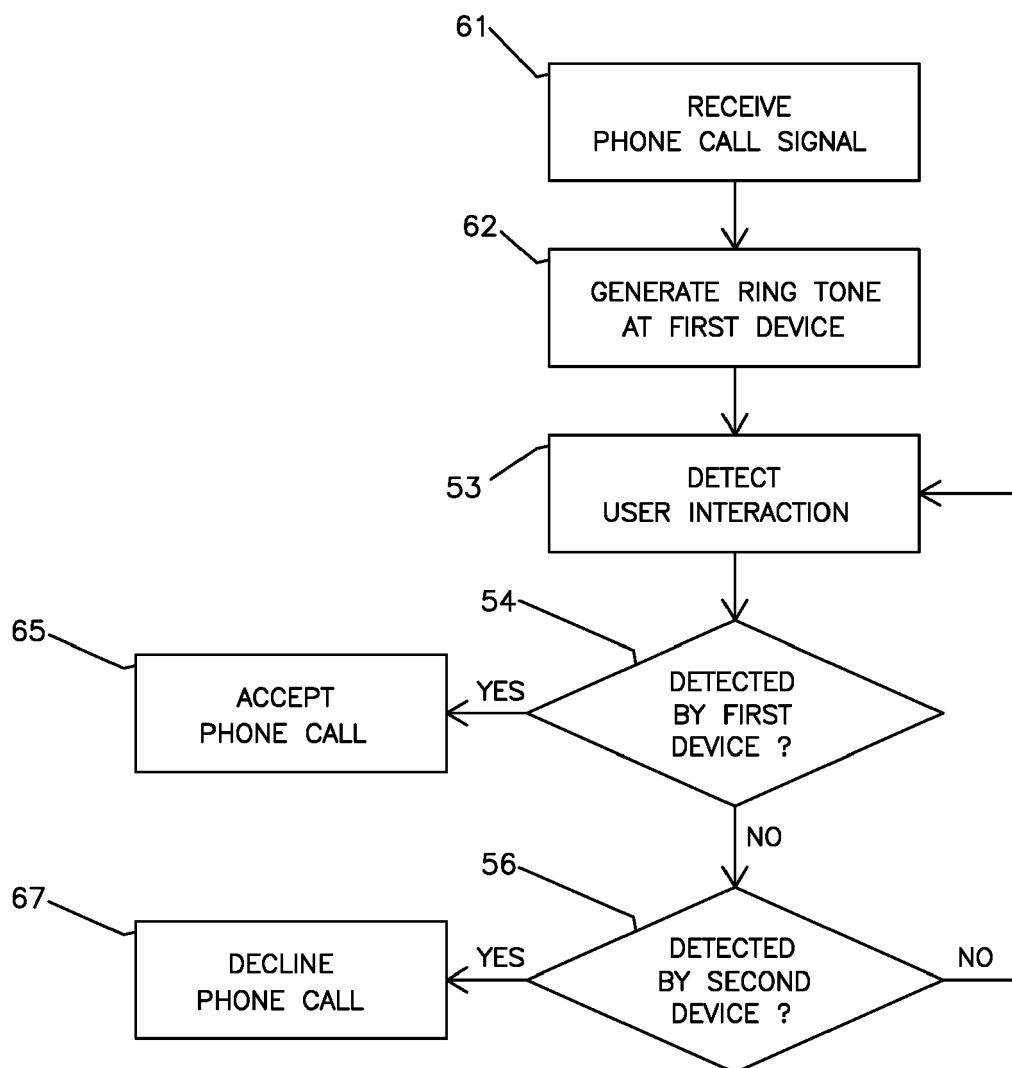 61
RECEIVE
PHONE CALL SIGNAL
62
GENERATE RING TONE
AT FIRST DEVICE
53
DETECT
USER INTERACTION
54
DETECTED
BY FIRST
DEVICE ?
YES
65
ACCEPT
PHONE CALL
NO
56
DETECTED
BY SECOND
DEVICE ?
YES
NO
67
DECLINE
PHONE CALL